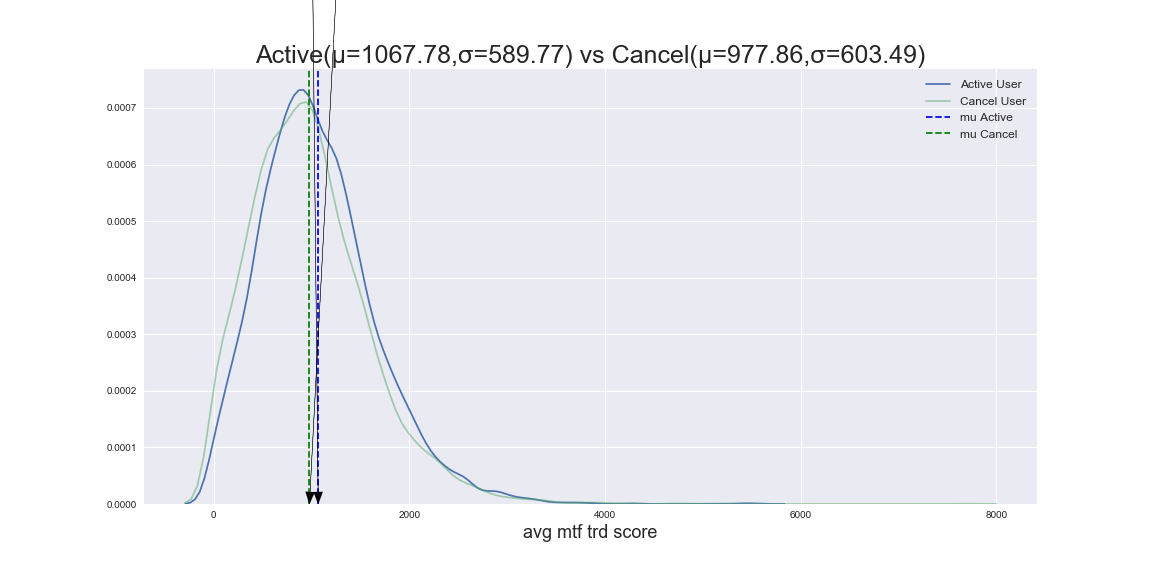 Active(μ=1067.78,σ=589.77) vs Cancel(μ=977.86,σ=603.49)
Active User
Cancel User
mu Active
mu Cancel
0.0007
0.0006
0.0005
0.0004
0.0003
0.0002
0.0001
0.0000
0 2000 4000 6000 8000
avg mtf trd score